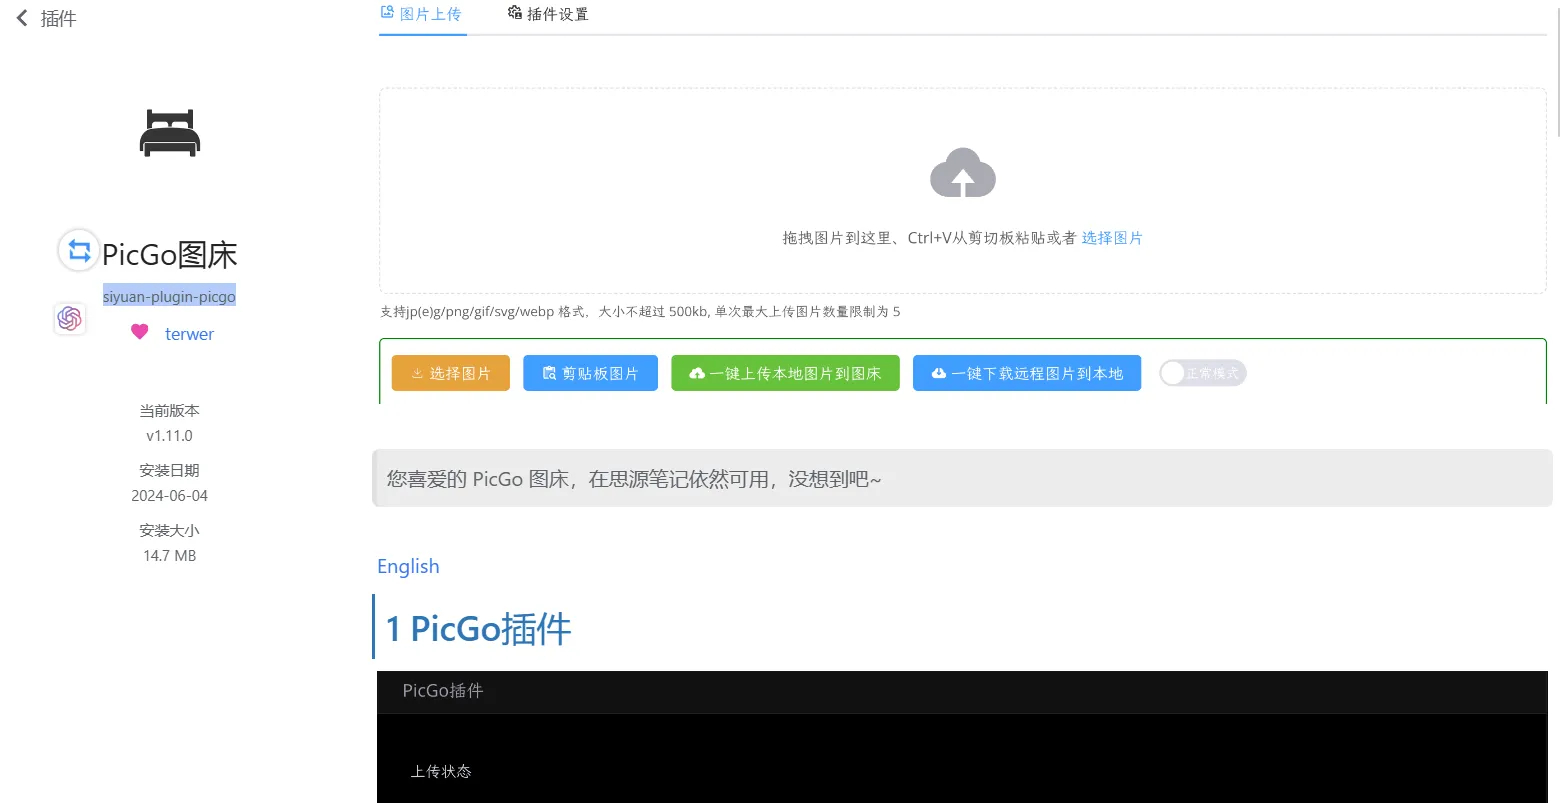 插件
图片上传 插件设置
拖拽图片到这里、Ctrl+V从剪切板粘贴或者 选择图片
PicGo图床
siyuan-plugin-picgo
terwer
支持jp(e)g/png/gif/svg/webp 格式，大小不超过 500kb, 单次最大上传图片数量限制为 5
选择图片 剪贴板图片 一键上传本地图片到图床 一键下载远程图片到本地 正常模式
当前版本
v1.11.0
安装日期
2024-06-04
安装大小
14.7 MB
您喜爱的 PicGo 图床，在思源笔记依然可用，没想到吧~
English
1 PicGo插件
PicGo插件
上传状态